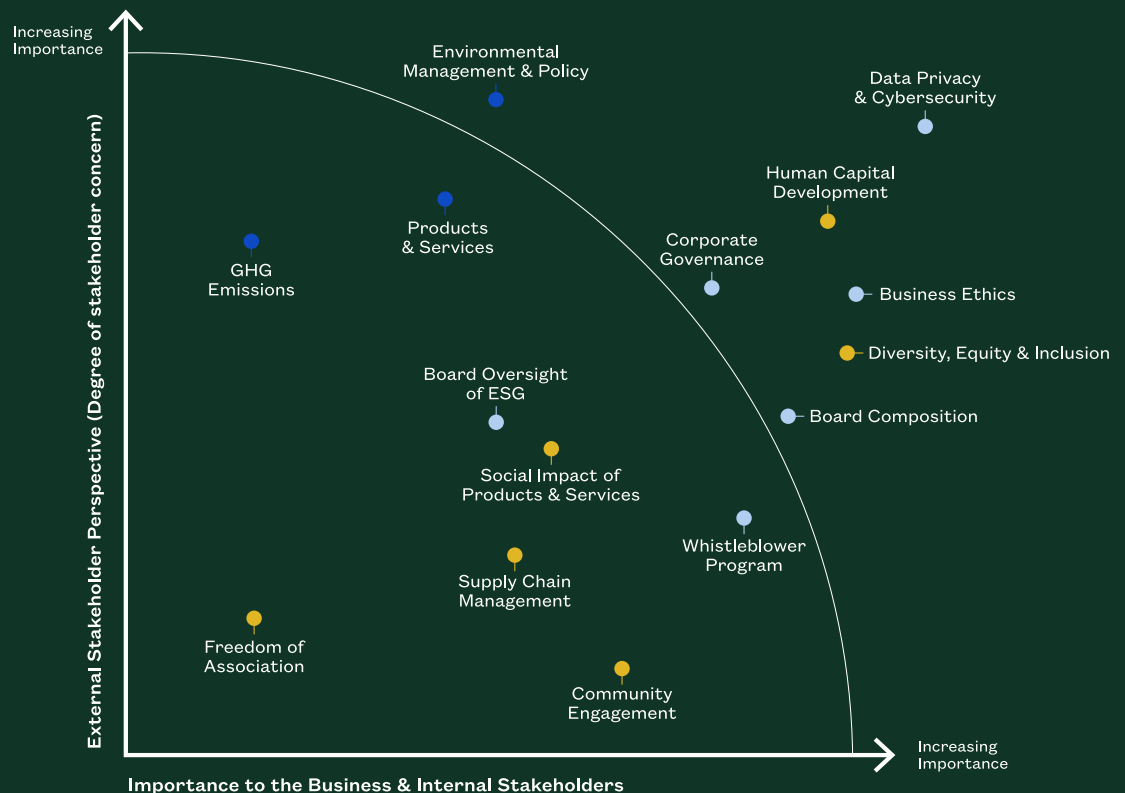 Increasing
Importance
External Stakeholder Perspective (Degree of stakeholder concern)
Environmental
Management & Policy
Data Privacy
& Cybersecurity
Human Capital
Development
Products
& Services
Corporate
Governance
GHG
Emissions
Business Ethics
Diversity, Equity & Inclusion
Board Oversight
of ESG
Board Composition
Social Impact of
Products & Services
Whistleblower
Program
Supply Chain
Management
Freedom of
Association
Community
Engagement
Increasing
Importance
Importance to the Business & Internal Stakeholders